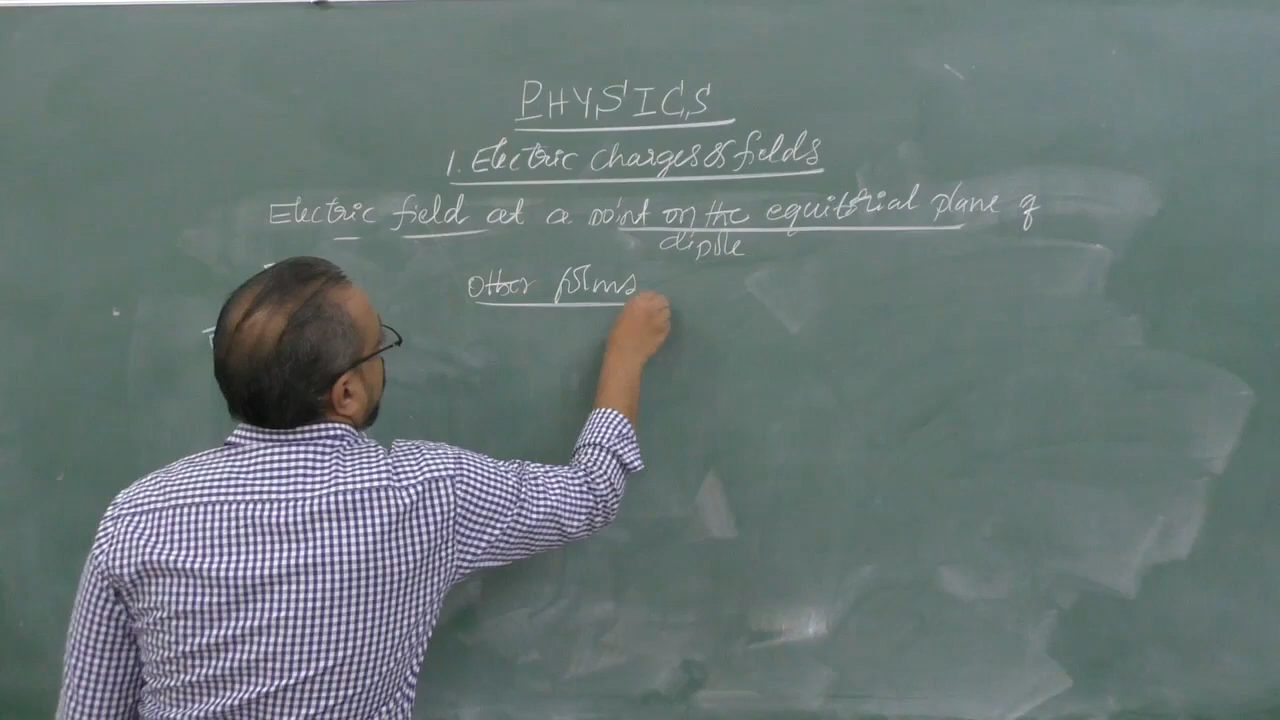 PHYSICS
1. Electric charges & fields
Electric field at a point on the equitorial plane of
dipole
Other forms